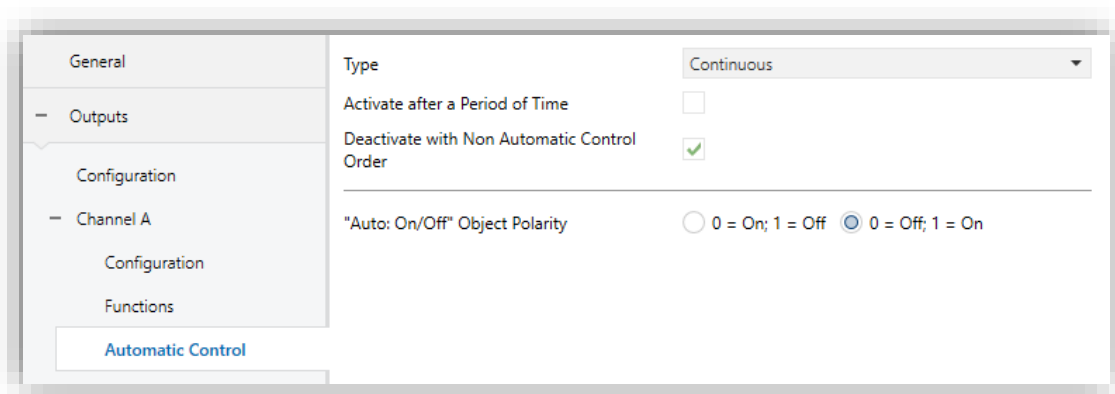 General
Outputs
Configuration
Channel A
Configuration
Functions
Automatic Control
Type
Continuous
Activate after a Period of Time
Deactivate with Non Automatic Control
Order
"Auto: On/Off" Object Polarity
0 = On; 1 = Off
0 = Off; 1 = On